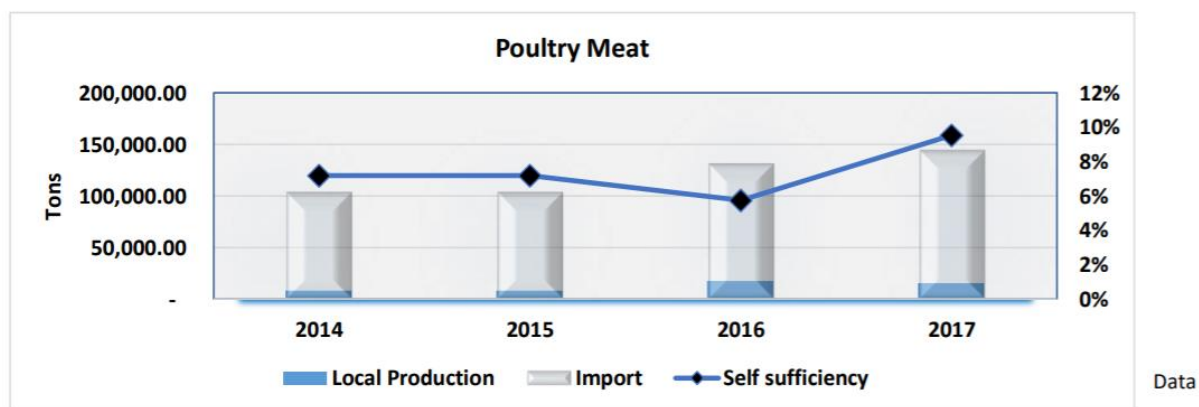 Poultry Meat
200,000.00
150,000.00
100,000.00
50,000.00
-
Tons
12%
10%
8%
6%
4%
2%
0%
2014 2015 2016 2017
Local Production Import Self sufficiency
Data